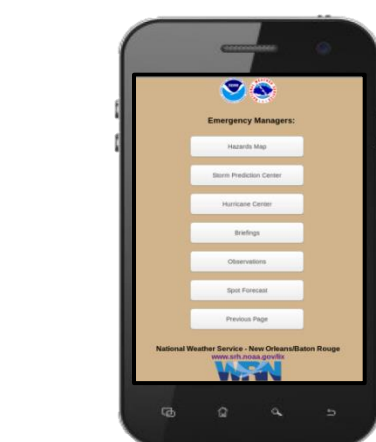 Emergency Managers:
Hazards Map
Storm Prediction Center
Hurricane Center
Briefings
Observations
Spot Forecast
Previous Page
National Weather Service - New Orleans/Baton Rouge
www.srh.noaa.gov/lix
WRN